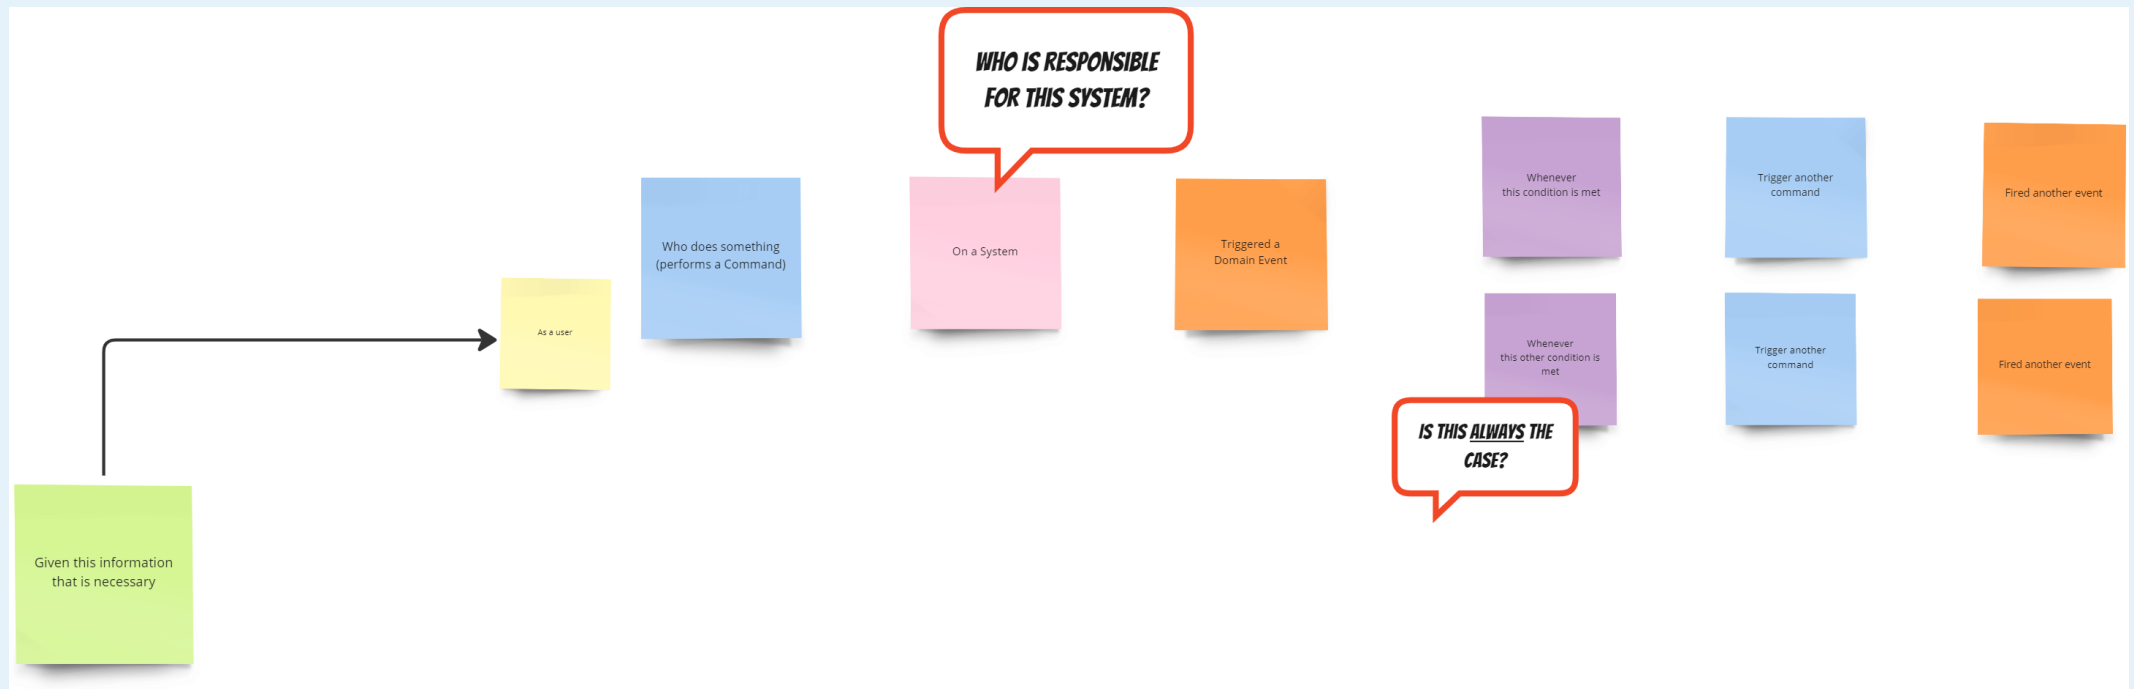 WHO IS RESPONSIBLE
FOR THIS SYSTEM?
Given this information
that is necessary
As a user
Who does something
(performs a Command)
On a System
Triggered a
Domain Event
Whenever
this condition is met
Trigger another
command
Fired another event
Whenever
this other condition is
met
Trigger another
command
Fired another event
IS THIS ALWAYS THE
CASE?